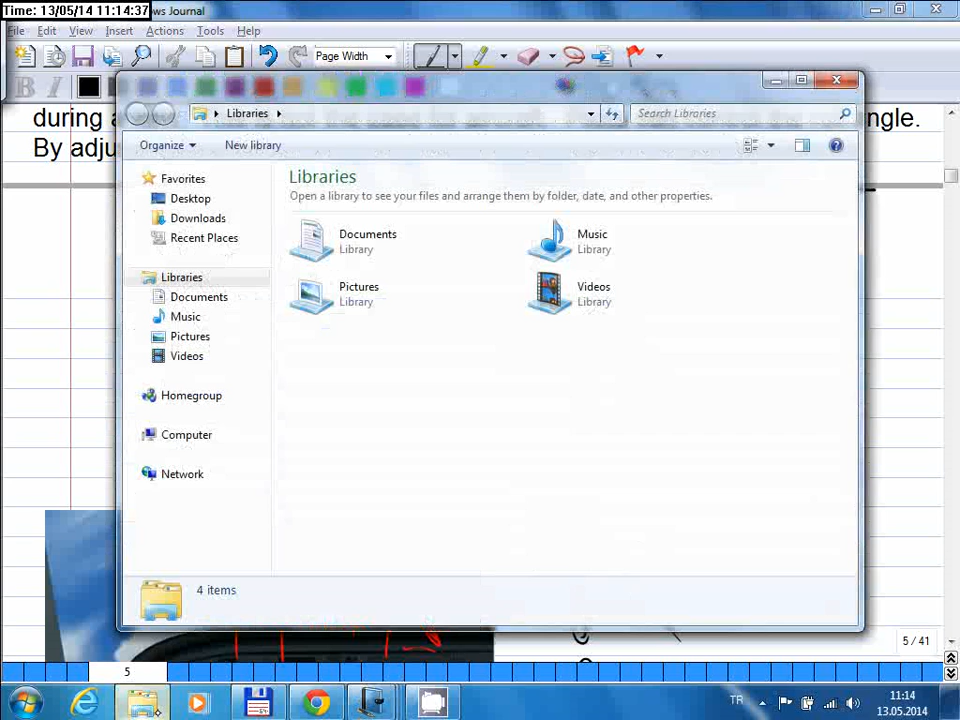 Time: 13/05/14 11:14:37
ows Journal
File Edit View Insert Actions Tools Help
Page Width
B I
during a
ngle.
By adju
Libraries
Search Libraries
Organize New library
Favorites
Desktop
Downloads
Recent Places
Libraries
Documents
Music
Pictures
Videos
Homegroup
Computer
Network
Libraries
Open a library to see your files and arrange them by folder, date, and other properties.
Documents
Library
Music
Library
Pictures
Library
Videos
Library
4 items
5 / 41
5
TR
11:14
13.05.2014